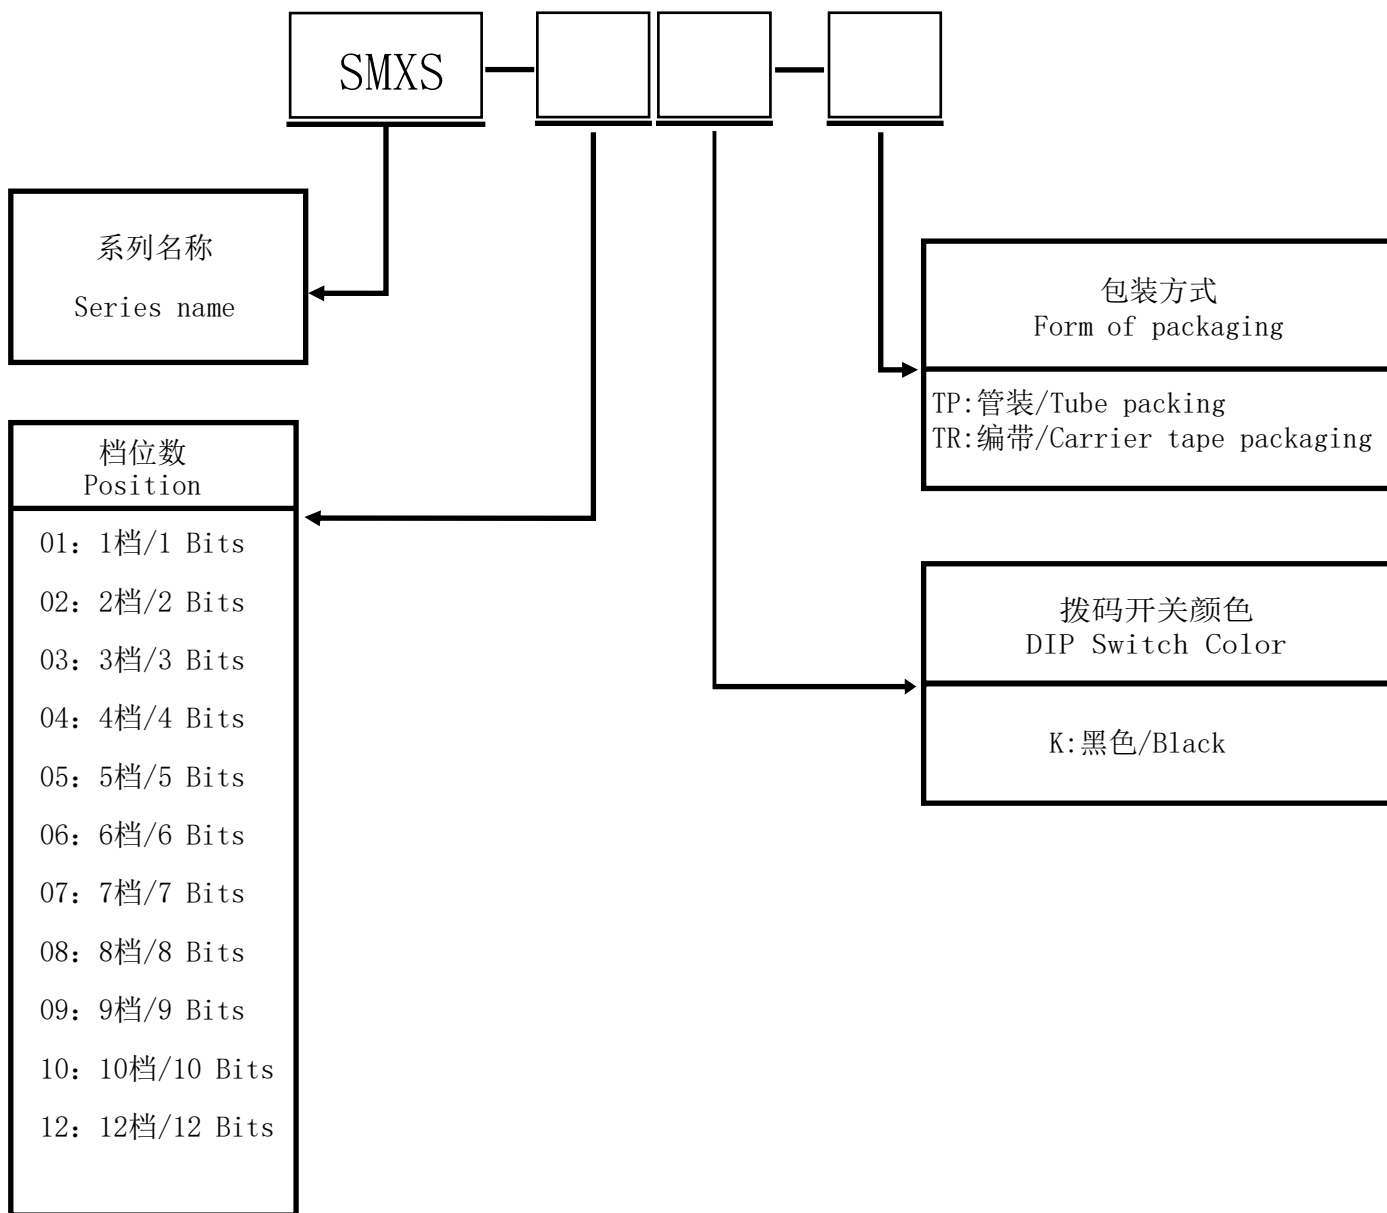 SMXS
系列名称
Series name
档位数
Position
01：1档/1 Bits
02：2档/2 Bits
03：3档/3 Bits
04：4档/4 Bits
05：5档/5 Bits
06：6档/6 Bits
07：7档/7 Bits
08：8档/8 Bits
09：9档/9 Bits
10：10档/10 Bits
12：12档/12 Bits
包装方式
Form of packaging
TP:管装/Tube packing
TR:编带/Carrier tape packaging
拨码开关颜色
DIP Switch Color
K:黑色/Black